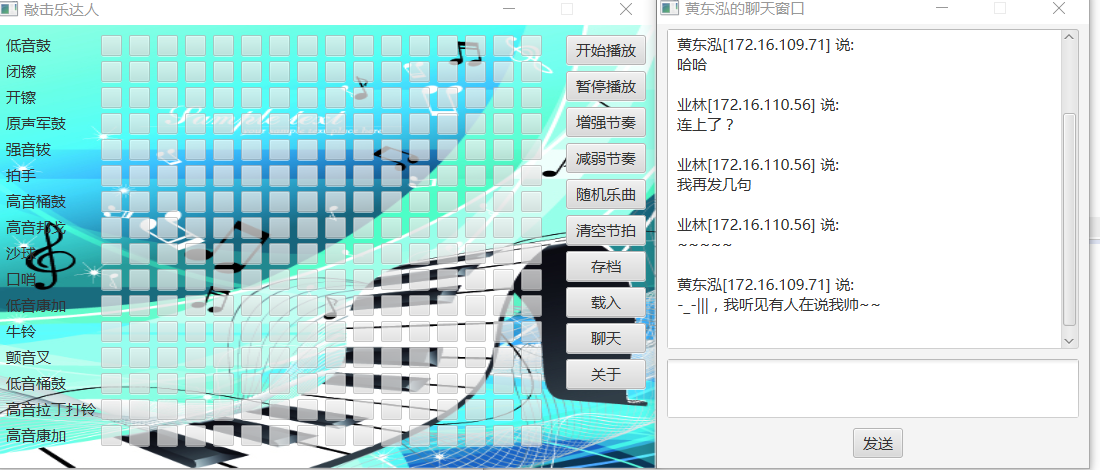 敲击乐达人
低音鼓
闭镲
开镲
原声军鼓
强音钹
拍手
高音桶鼓
高音邦戈
沙球
口哨
低音康加
牛铃
颤音叉
低音桶鼓
高音拉丁打铃
高音康加
Sample text
开始播放
暂停播放
增强节奏
减弱节奏
随机乐曲
清空节拍
存档
载入
聊天
关于
黄东泓的聊天窗口
黄东泓[172.16.109.71] 说:
哈哈
业林[172.16.110.56] 说:
连上了？
业林[172.16.110.56] 说:
我再发几句
业林[172.16.110.56] 说:
~~~~~
黄东泓[172.16.109.71] 说:
-_-|||，我听见有人在说我帅~~
发送